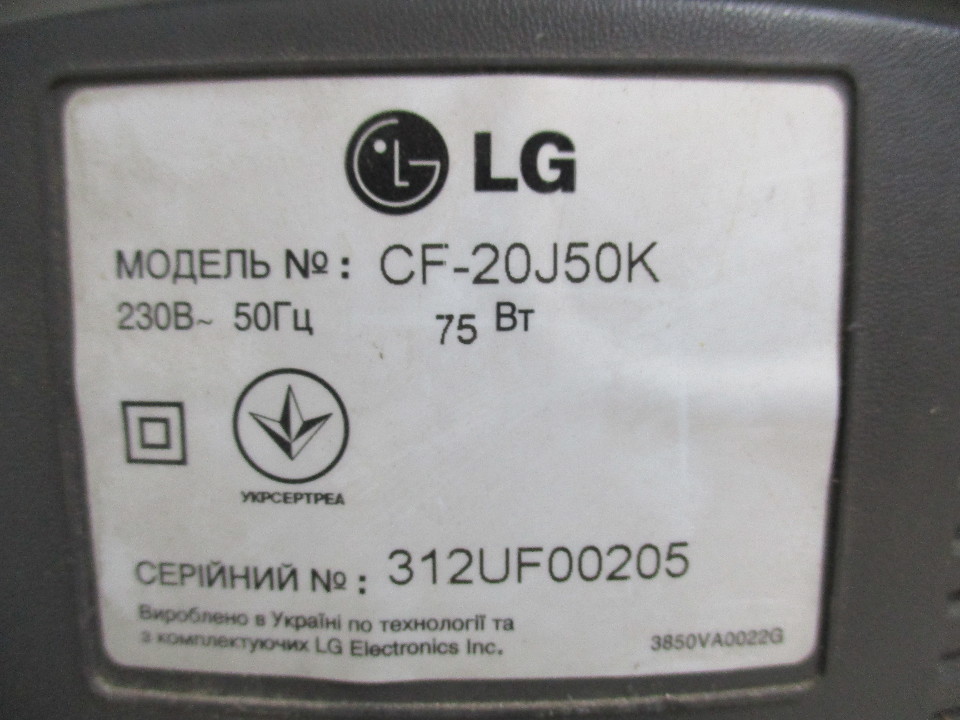 LG
МОДЕЛЬ №: CF-20J50K
230В~ 50Гц 75 Вт
УКРСЕРТРЕА
СЕРІЙНИЙ №: 312UF00205
Вироблено в Україні по технології та
з комплектуючих LG Electronics Inc.
3850VA0022G